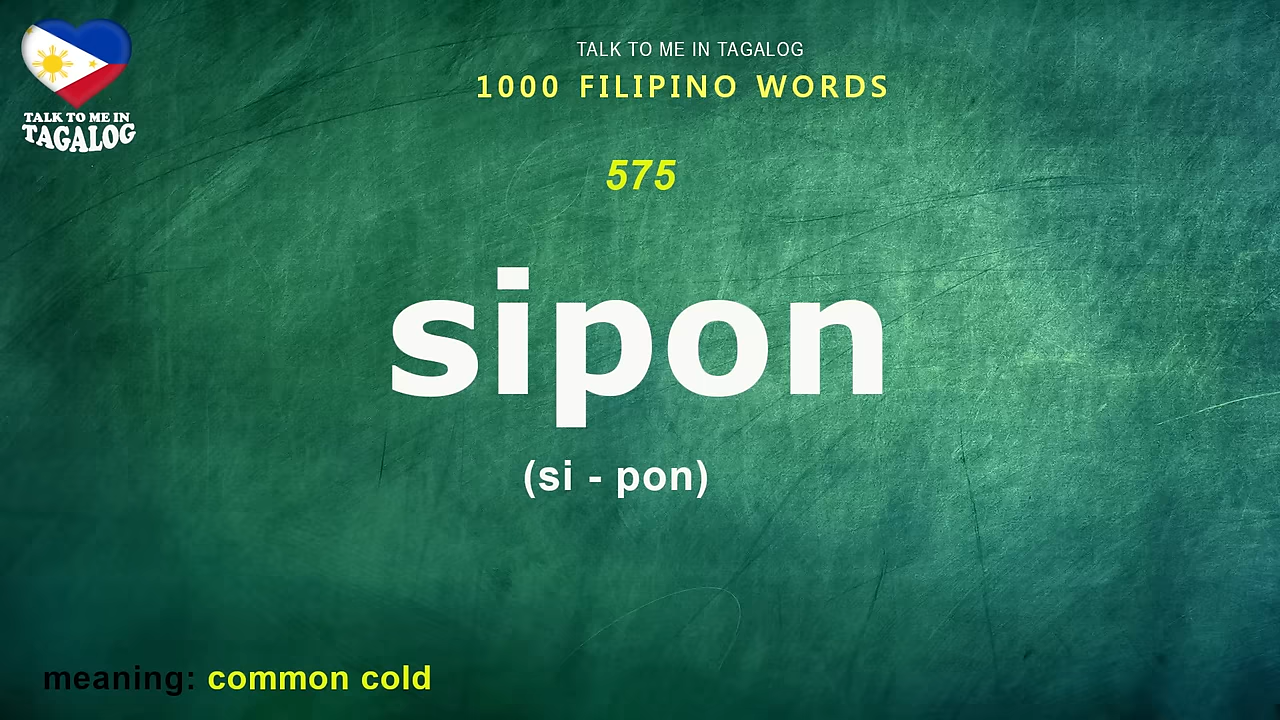 TALK TO ME IN TAGALOG
1000 FILIPINO WORDS
TALK TO ME IN
TAGALOG
575
sipon
(si - pon)
meaning: common cold